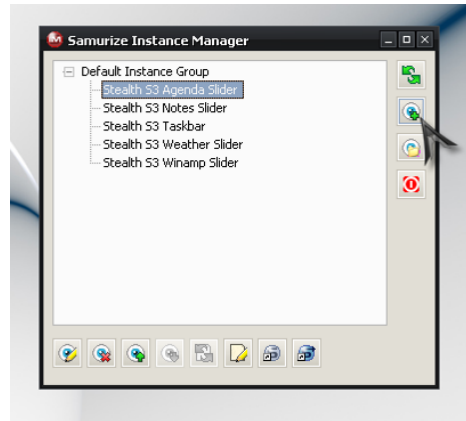 Samurize Instance Manager
Default Instance Group
Stealth S3 Agenda Slider
Stealth S3 Notes Slider
Stealth S3 Taskbar
Stealth S3 Weather Slider
Stealth S3 Winamp Slider